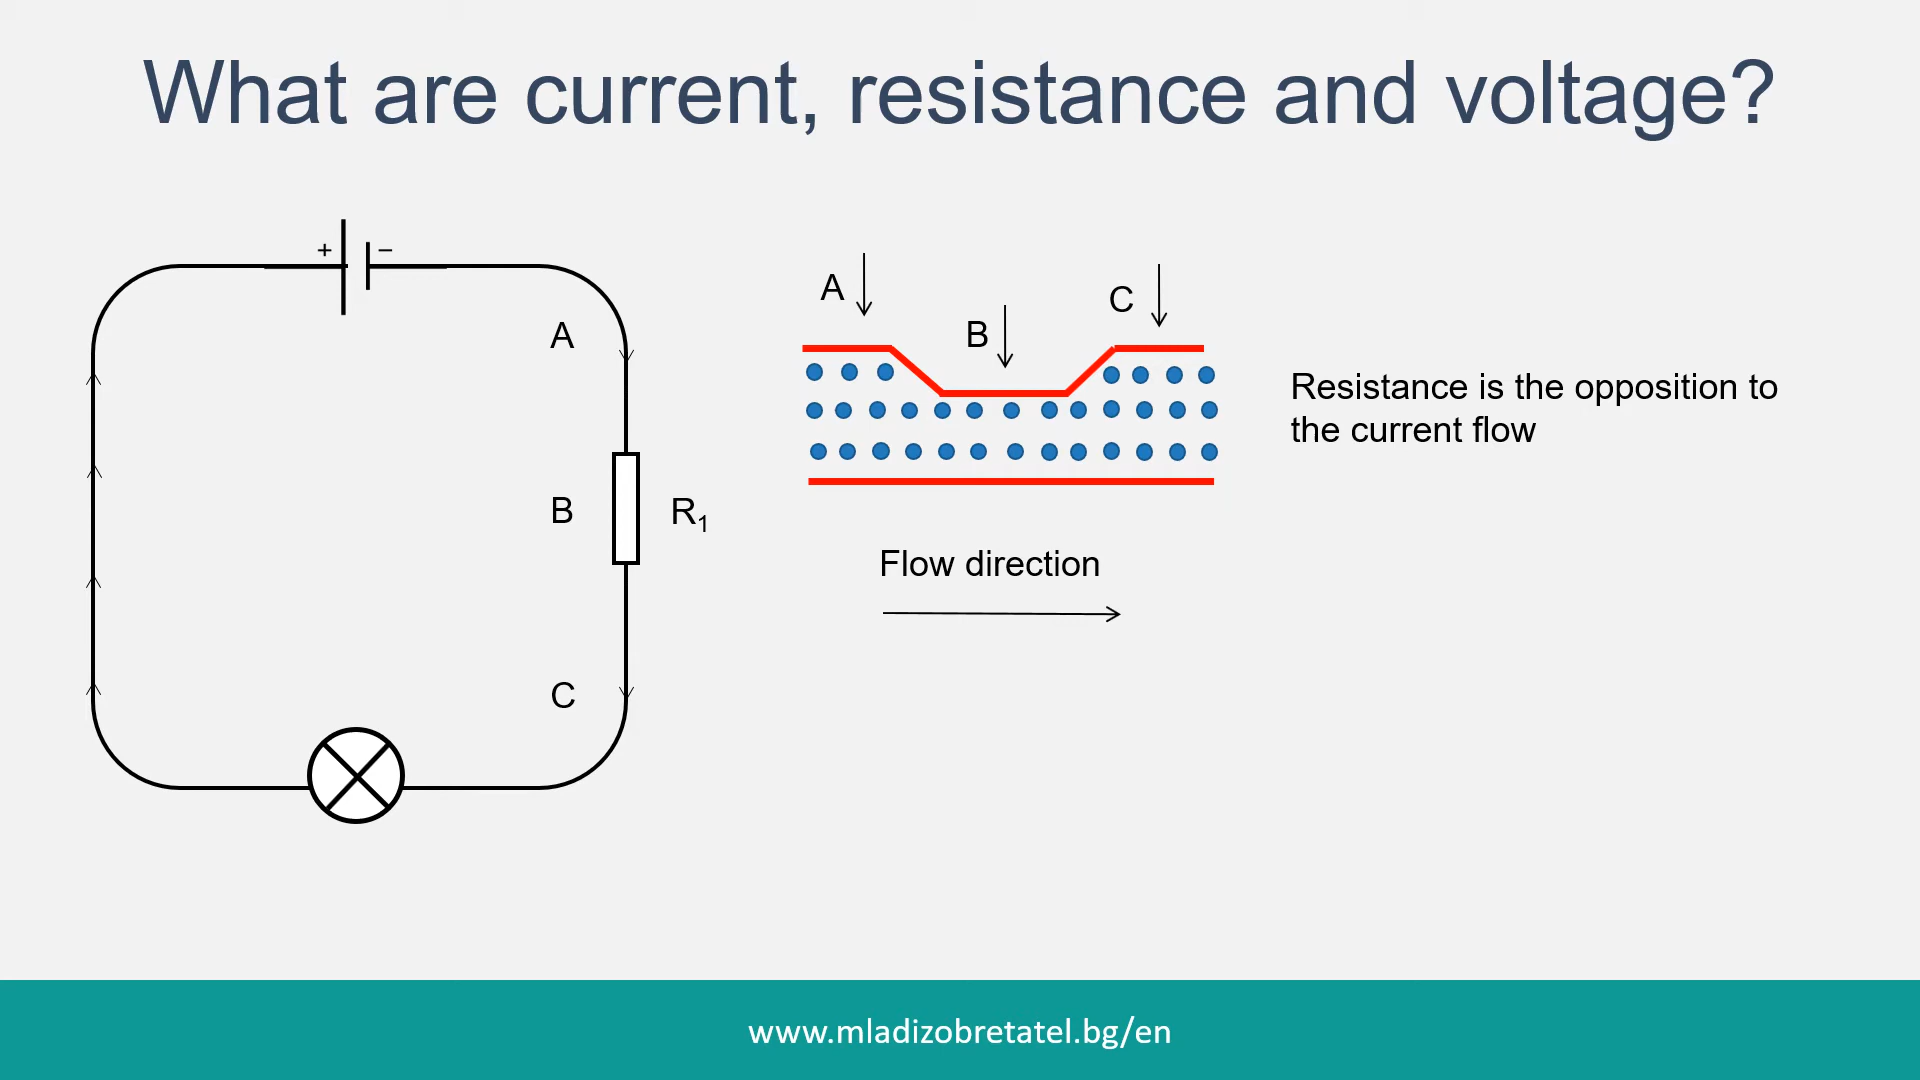 What are current, resistance and voltage?
+ −
A
B
R₁
C
A
B
C
Resistance is the opposition to
the current flow
Flow direction
www.mladizobretatel.bg/en